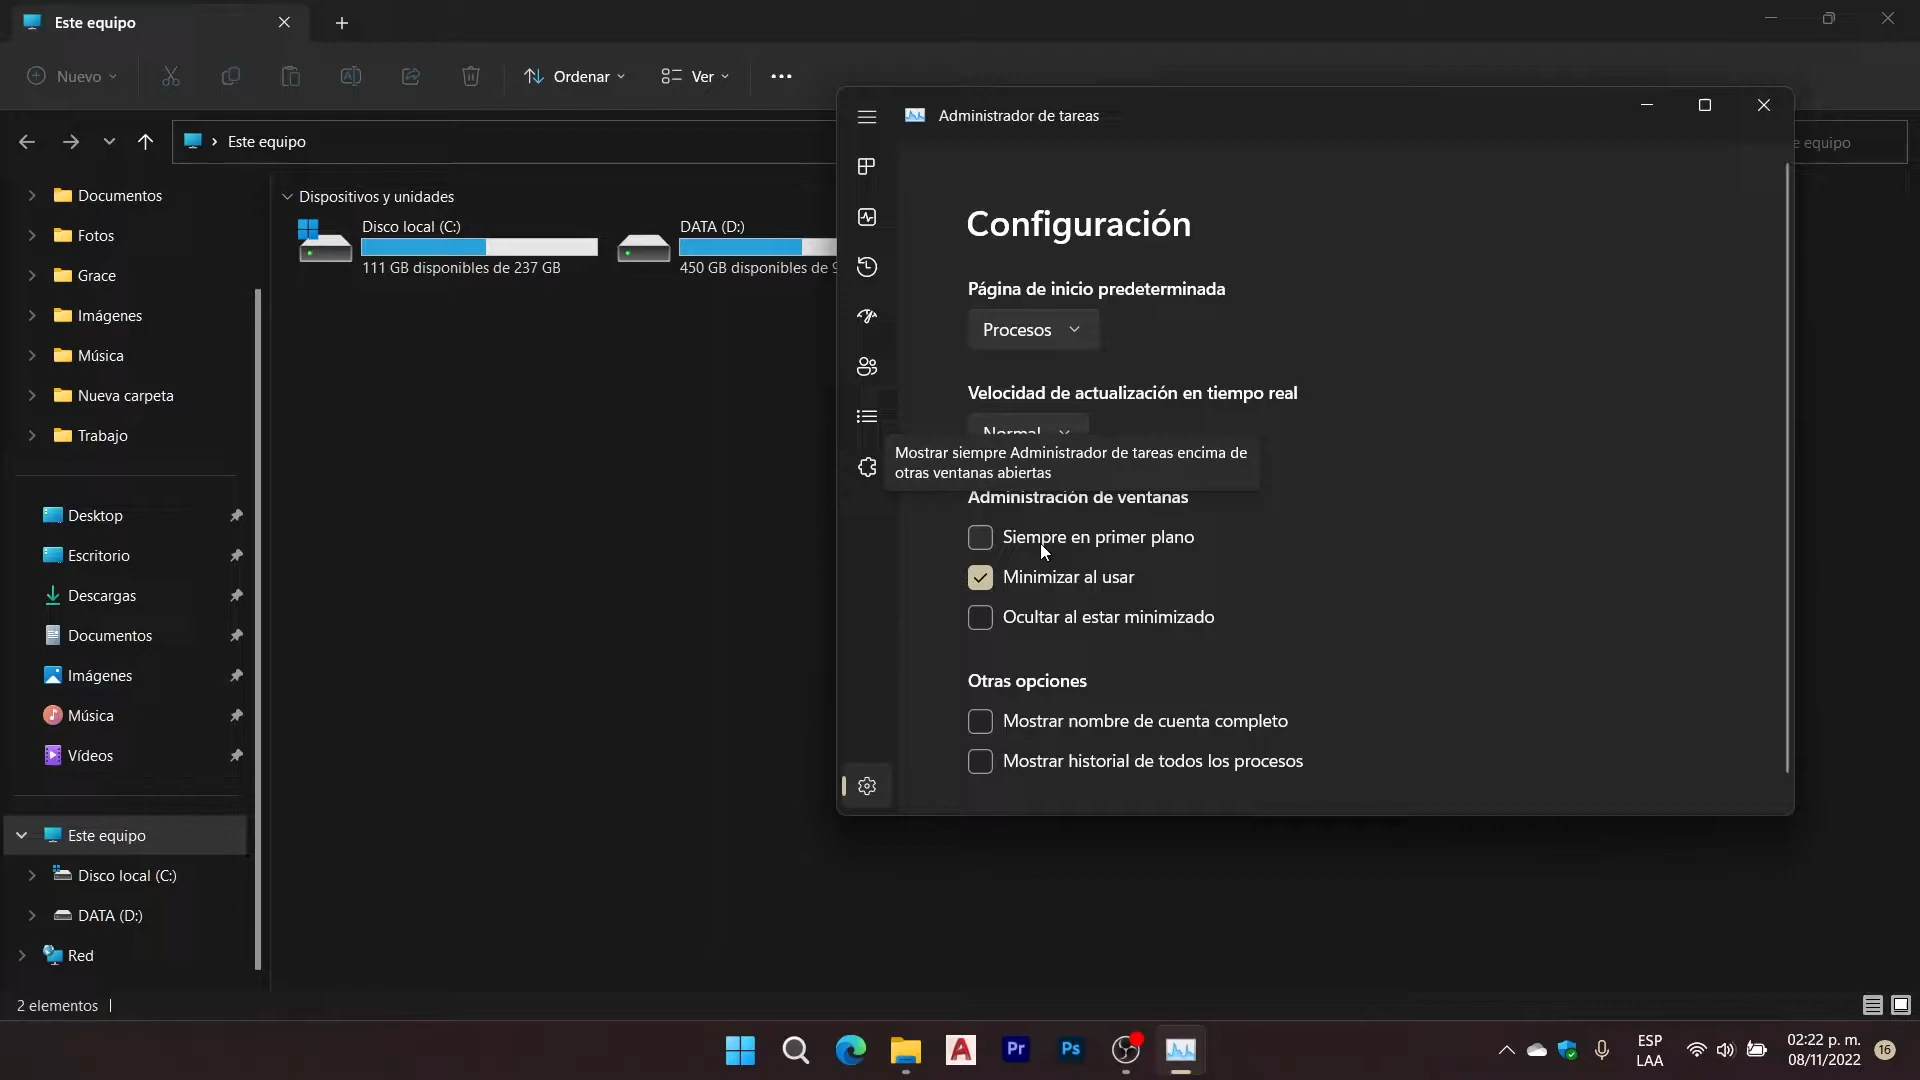 Este equipo
Nuevo
Ordenar
Ver
Este equipo
e equipo
Documentos
Fotos
Grace
Imágenes
Música
Nueva carpeta
Trabajo
Desktop
Escritorio
Descargas
Documentos
Imágenes
Música
Vídeos
Este equipo
Disco local (C:)
DATA (D:)
Red
2 elementos
Dispositivos y unidades
Disco local (C:)
111 GB disponibles de 237 GB
DATA (D:)
450 GB disponibles de 9
Administrador de tareas
Configuración
Página de inicio predeterminada
Procesos
Velocidad de actualización en tiempo real
Normal
Mostrar siempre Administrador de tareas encima de
otras ventanas abiertas
Administración de ventanas
Siempre en primer plano
Minimizar al usar
Ocultar al estar minimizado
Otras opciones
Mostrar nombre de cuenta completo
Mostrar historial de todos los procesos
A
Pr
Ps
ESP
LAA
02:22 p. m.
08/11/2022
16